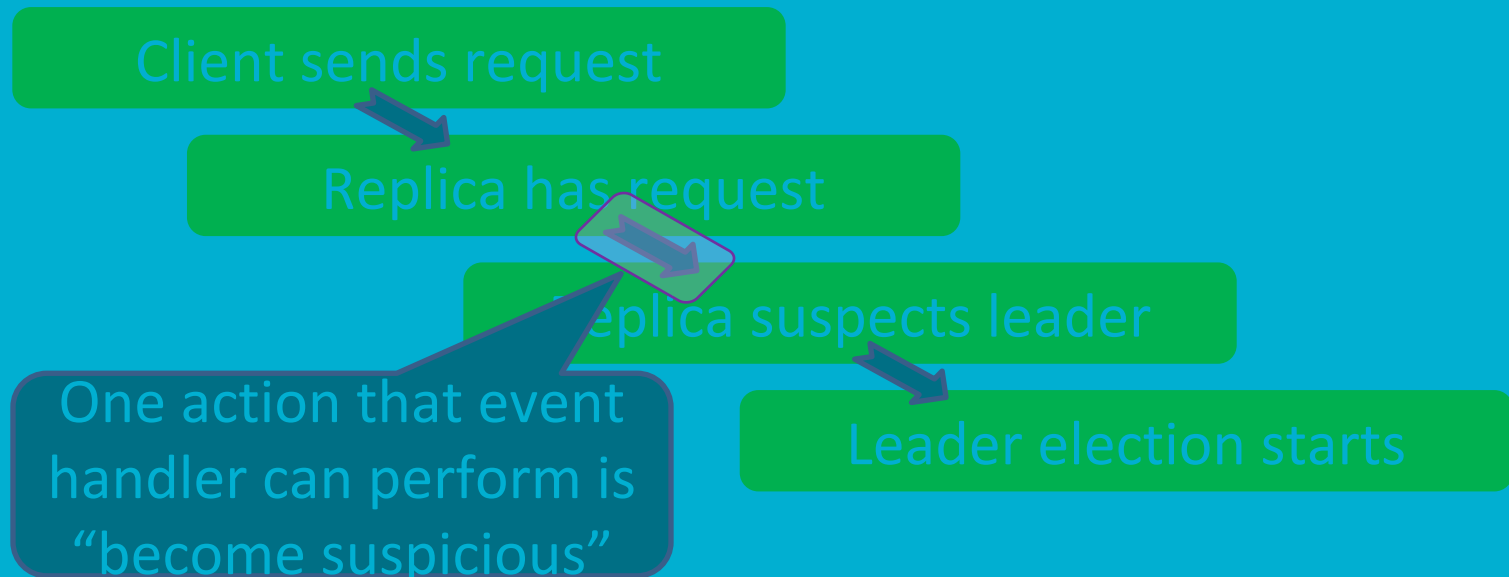 Client sends request
Replica has request
Replica suspects leader
One action that event
handler can perform is
“become suspicious”
Leader election starts